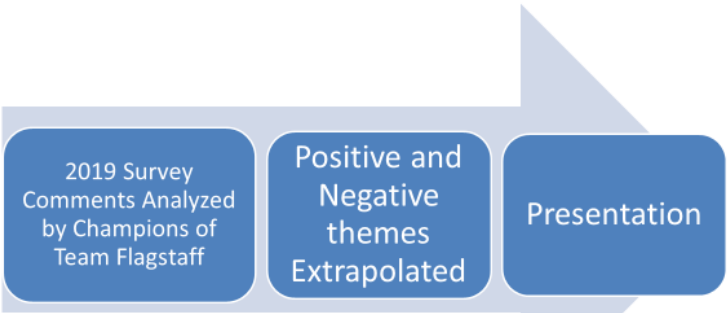 2019 Survey
Comments Analyzed
by Champions of
Team Flagstaff
Positive and
Negative
themes
Extrapolated
Presentation